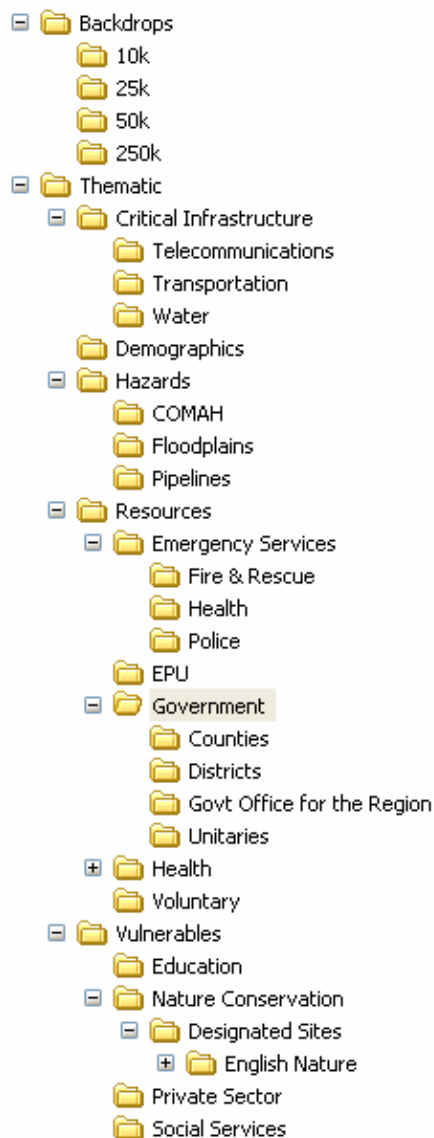 Backdrops
10k
25k
50k
250k
Thematic
Critical Infrastructure
Telecommunications
Transportation
Water
Demographics
Hazards
COMAH
Floodplains
Pipelines
Resources
Emergency Services
Fire & Rescue
Health
Police
EPU
Government
Counties
Districts
Govt Office for the Region
Unitaries
Health
Voluntary
Vulnerables
Education
Nature Conservation
Designated Sites
English Nature
Private Sector
Social Services